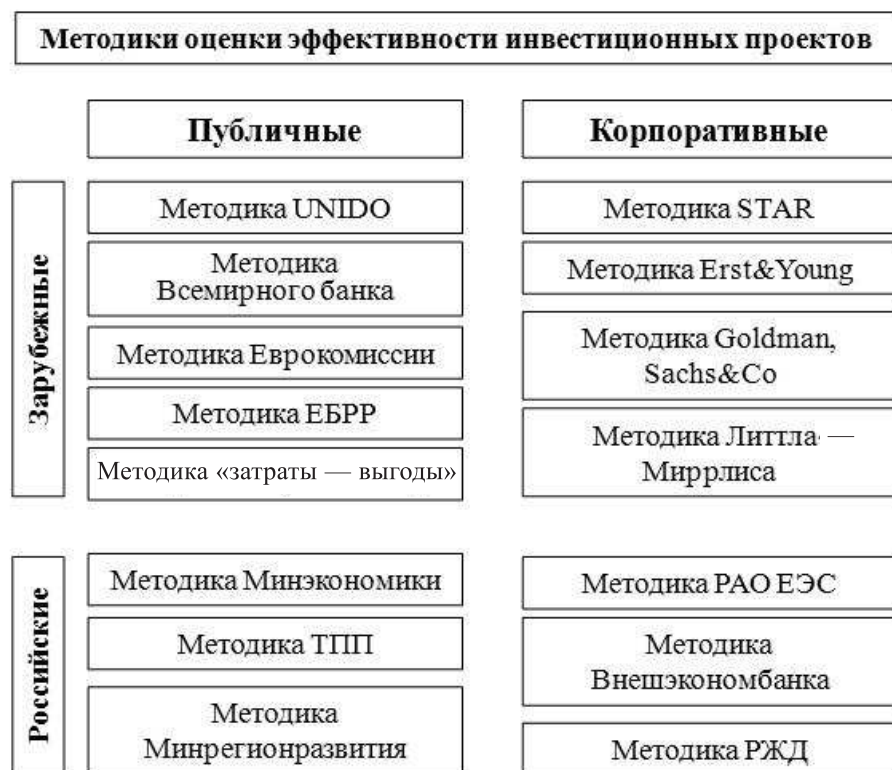 Методики оценки эффективности инвестиционных проектов
Публичные
Корпоративные
Зарубежные
Методика UNIDO
Методика
Всемирного банка
Методика Еврокомиссии
Методика ЕБРР
Методика «затраты — выгоды»
Методика STAR
Методика Erst&Young
Методика Goldman,
Sachs&Co
Методика Литтла —
Миррлиса
Российские
Методика Минэкономики
Методика ТПП
Методика
Минрегионразвития
Методика РАО ЕЭС
Методика
Внешэкономбанка
Методика РЖД